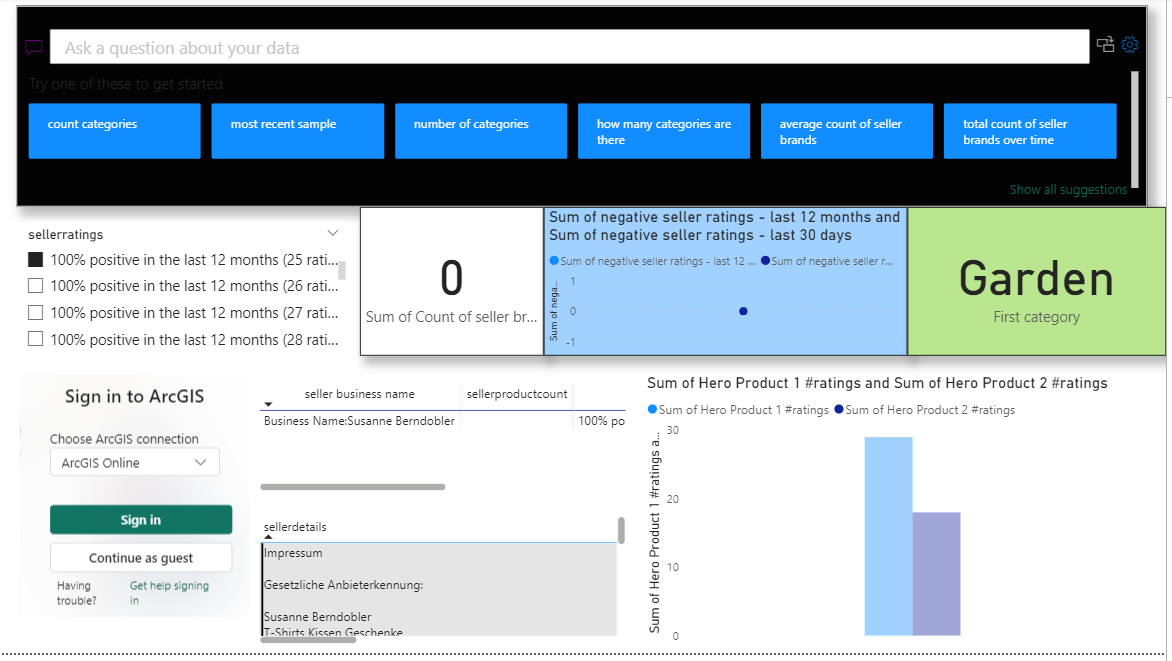 Ask a question about your data
Try one of these to get started
count categories
most recent sample
number of categories
how many categories are
there
average count of seller
brands
total count of seller
brands over time
Show all suggestions
sellerratings
100% positive in the last 12 months (25 rati...
100% positive in the last 12 months (26 rati...
100% positive in the last 12 months (27 rati...
100% positive in the last 12 months (28 rati...
0
Sum of Count of seller br...
Sum of negative seller ratings - last 12 months and
Sum of negative seller ratings - last 30 days
Sum of negative seller ratings - last 12 ...
Sum of negative seller r...
Sum of nega...
1
0
-1
Garden
First category
Sign in to ArcGIS
Choose ArcGIS connection
ArcGIS Online
Sign in
Continue as guest
Having
trouble?
Get help signing
in
seller business name
sellerproductcount
Business Name:Susanne Berndobler
100% po
sellerdetails
Impressum
Gesetzliche Anbieterkennung:
Susanne Berndobler
T-Shirts Kissen Geschenke
Sum of Hero Product 1 #ratings and Sum of Hero Product 2 #ratings
Sum of Hero Product 1 #ratings
Sum of Hero Product 2 #ratings
Sum of Hero Product 1 #ratings a...
30
20
10
0